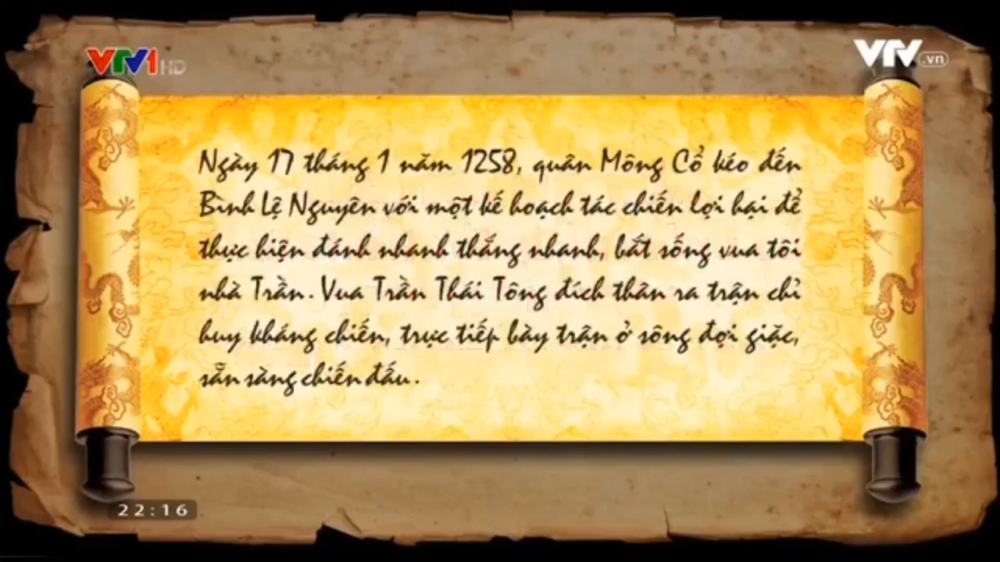 VTV1 HD
VTV.vn
Ngày 17 tháng 1 năm 1258, quân Mông Cổ kéo đến
Bình Lệ Nguyên với một kế hoạch tác chiến lợi hại để
thực hiện đánh nhanh thắng nhanh, bắt sống vua tôi
nhà Trần. Vua Trần Thái Tông đích thân ra trận chỉ
huy kháng chiến, trực tiếp bày trận ở sông đợi giặc,
sẵn sàng chiến đấu.
22:16